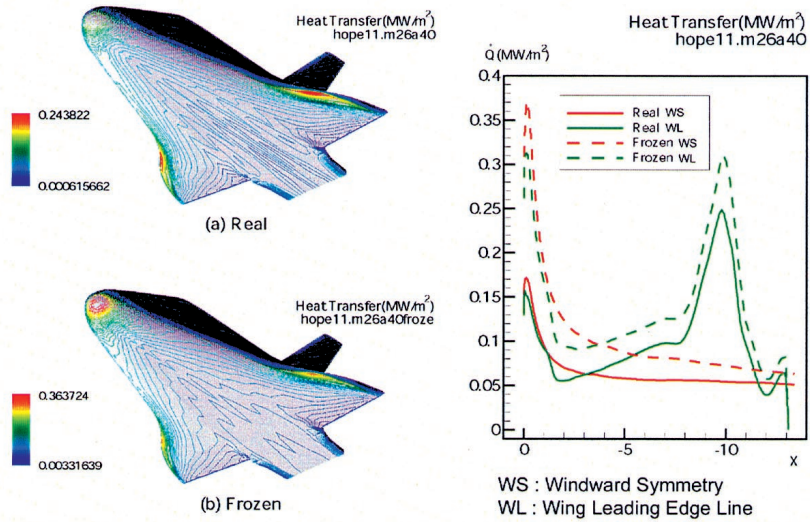 Heat Transfer(MW/m²)
hope11.m26a40
0.243822
0.000615662
(a) Real
Heat Transfer(MW/m²)
hope11.m26a40froze
0.363724
0.00331639
(b) Frozen
Heat Transfer(MW/m²)
hope11.m26a40
Q̇(MW/m²)
0.4
0.35
0.3
0.25
0.2
0.15
0.1
0.05
0
Real WS
Real WL
Frozen WS
Frozen WL
0
-5
-10
X
WS : Windward Symmetry
WL : Wing Leading Edge Line